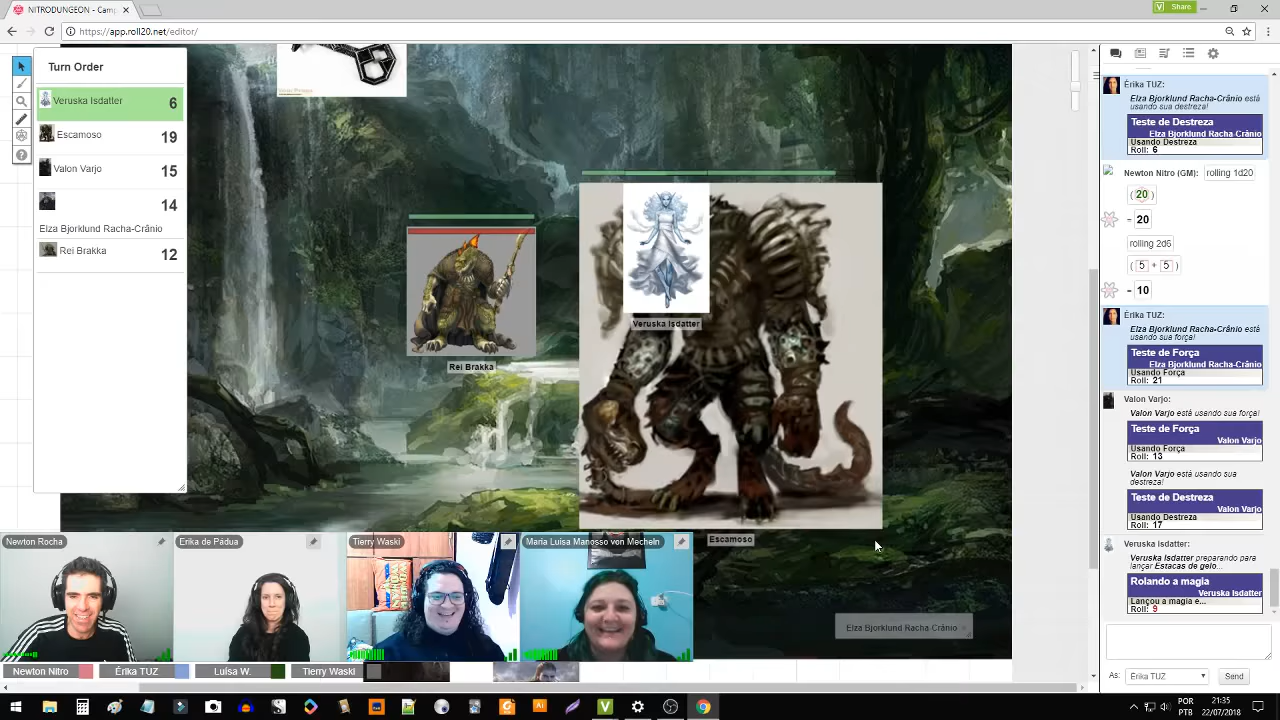 NITRODUNGEON - Cam
Share
https://app.roll20.net/editor/
Turn Order
Veruska Isdatter
6
Escamoso
19
Valon Varjo
15
14
Elza Bjorklund Racha-Crânio
Rei Brakka
12
Rei Brakka
Veruska Isdatter
Escamoso
Elza Bjorklund Racha-Crânio
Newton Rocha
Erika de Pádua
Tierry Waski
Maria Luísa Manosso von Mecheln
Newton Nitro
Érika TUZ
Luísa W.
Tierry Waski
Érika TUZ:
Elza Bjorklund Racha-Crânio está
usando sua destreza!
Teste de Destreza
Elza Bjorklund Racha-Crânio
Usando Destreza
Roll: 6
Newton Nitro (GM):
rolling 1d20
( 20 )
= 20
rolling 2d6
( 5 + 5 )
= 10
Érika TUZ:
Elza Bjorklund Racha-Crânio está
usando sua força!
Teste de Força
Elza Bjorklund Racha-Crânio
Usando Força
Roll: 21
Valon Varjo:
Valon Varjo está usando sua força!
Teste de Força
Valon Varjo
Usando Força
Roll: 13
Valon Varjo está usando sua
destreza!
Teste de Destreza
Valon Varjo
Usando Destreza
Roll: 17
Veruska Isdatter:
Veruska Isdatter preparando para
lançar Estacas de gelo...
Rolando a magia
Veruska Isdatter
Lançou a magia e...
Roll: 9
As:
Érika TUZ
Send
POR
PTB
21:35
22/07/2018